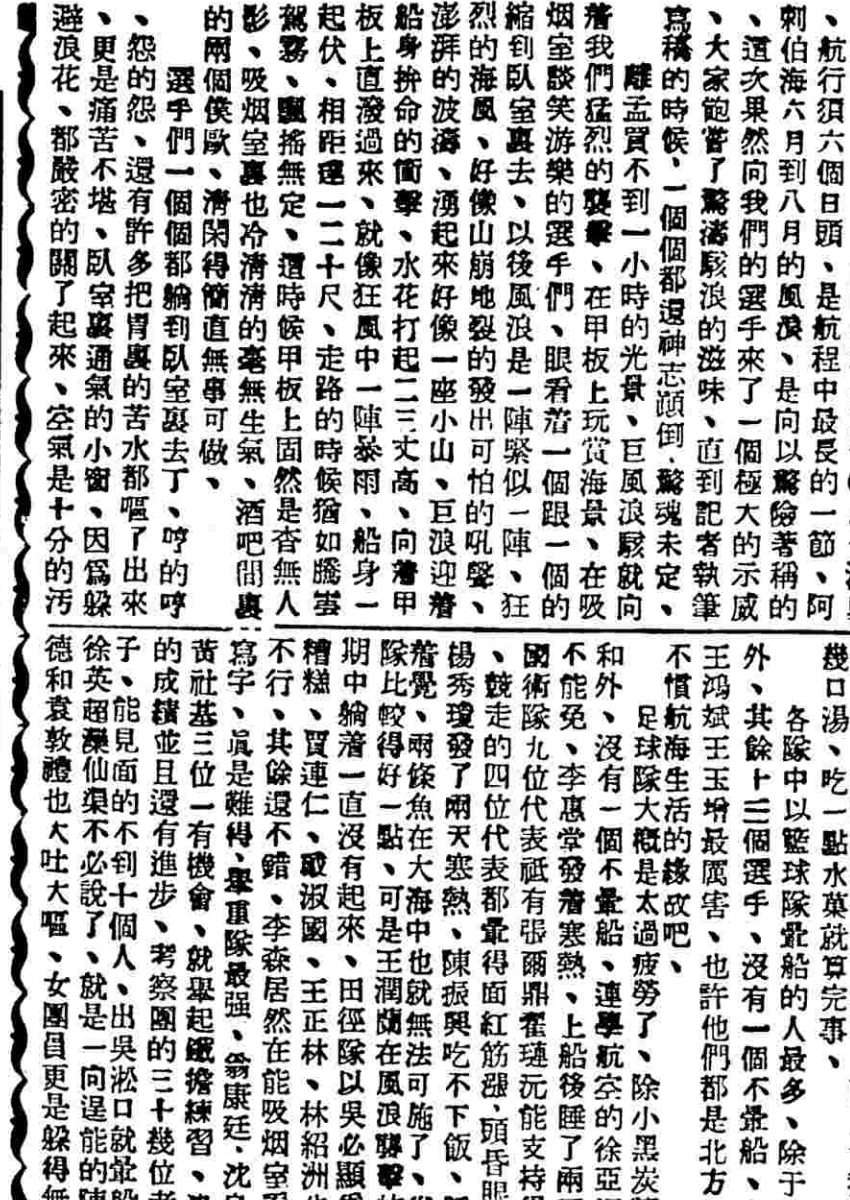 、航行須六個日頭、是航程中最長的一節、阿
刺伯海六月到八月的風浪、是向以驚險著稱的
、這次果然向我們的選手來了一個極大的示威
、大家飽嘗了驚濤駭浪的滋味、直到記者執筆
寫稿的時候、一個個都還神志顚倒、驚魂未定、
離孟買不到一小時的光景、巨風浪駭就向
着我們猛烈的襲擊、在甲板上玩賞海景、在吸
烟室談笑游樂的選手們、眼看着一個跟一個的
縮到臥室裏去、以後風浪是一陣緊似一陣、狂
烈的海風、好像山崩地裂的發出可怕的吼聲、
澎湃的波濤、湧起來好像一座小山、巨浪迎着
船身拚命的衝擊、水花打起二三丈高、向着甲
板上直潑過來、就像狂風中一陣暴雨、船身一
起伏、相距達一二十尺、走路的時候猶如騰雲
駕霧、飄搖無定、這時候甲板上固然是杳無人
影、吸烟室裏也冷清清的毫無生氣、酒吧間裏
的兩個僕歐、清閑得簡直無事可做、
選手們一個個都躺到臥室裏去了、哼的哼
、怨的怨、還有許多把胃裏的苦水都嘔了出來
、更是痛苦不堪、臥室裏通氣的小窗、因爲躱
避浪花、都嚴密的關了起來、空氣是十分的汚
幾口湯、吃一點水菓就算完事、
各隊中以籃球隊暈船的人最多、除于
外、其餘十三個選手、沒有一個不暈船、
王鴻斌王玉增最厲害、也許他們都是北方
不慣航海生活的緣故吧、
足球隊大概是太過疲勞了、除小黑炭
和外、沒有一個不暈船、連學航空的徐亞
不能免、李惠堂發着寒熱、上船後睡了兩
國術隊九位代表祗有張爾鼎翟漣沅能支持
、競走的四位代表都暈得面紅筋漲、頭昏眼
楊秀瓊發了兩天寒熱、陳振興吃不下飯、
着覺、兩條魚在大海中也就無法可施了、
隊比較得好一點、可是王潤蘭在風浪襲擊
期中躺着一直沒有起來、田徑隊以吳必顯
糟糕、賈連仁、戴淑國、王正林、林紹洲
不行、其餘還不錯、李森居然在能吸烟室
寫字、眞是難得、舉重隊最强、翁康廷、沈
黃社基三位一有機會、就舉起鐵擔練習、
的成績並且還有進步、考察團的三十幾位
子、能見面的不到十個人、出吳淞口就暈船
徐英超瀛仙渠不必說了、就是一向逞能的陳
德和袁敦禮也大吐大嘔、女團員更是躱得無